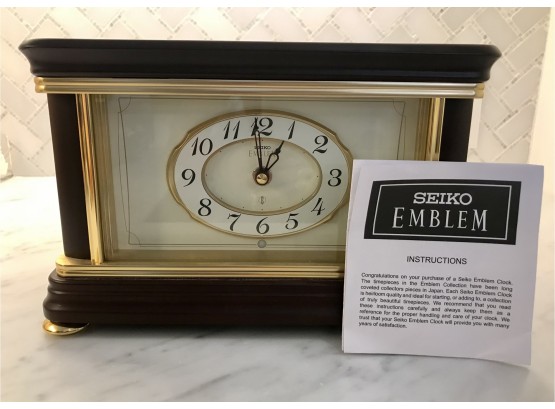 11 12 1
10 2
SEIKO
9 3
8 4
7 6 5
SEIKO
EMBLEM
INSTRUCTIONS
Congratulations on your purchase of a Seiko Emblem Clock.
The timepieces in the Emblem Collection have been long
coveted collectors pieces in Japan. Each Seiko Emblem Clock
is heirloom quality and ideal for starting, or adding to, a collection
of truly beautiful timepieces. We recommend that you read
these instructions carefully and always keep them as a
reference for the proper handling and care of your clock. We
trust that your Seiko Emblem Clock will provide you with many
years of satisfaction.